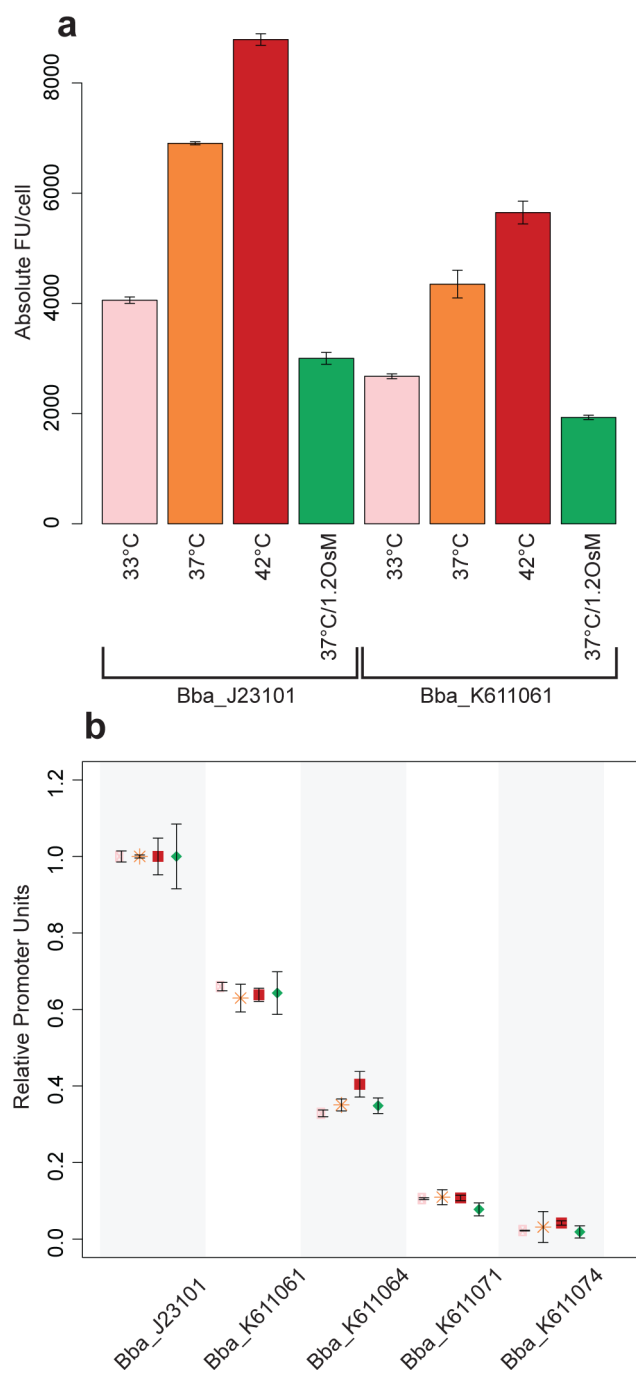 a
Absolute FU/cell
8000
6000
4000
2000
0
33°C
37°C
42°C
37°C/1.2OsM
33°C
37°C
42°C
37°C/1.2OsM
Bba_J23101
Bba_K611061
b
Relative Promoter Units
1.2
1.0
0.8
0.6
0.4
0.2
0.0
Bba_J23101
Bba_K611061
Bba_K611064
Bba_K611071
Bba_K611074